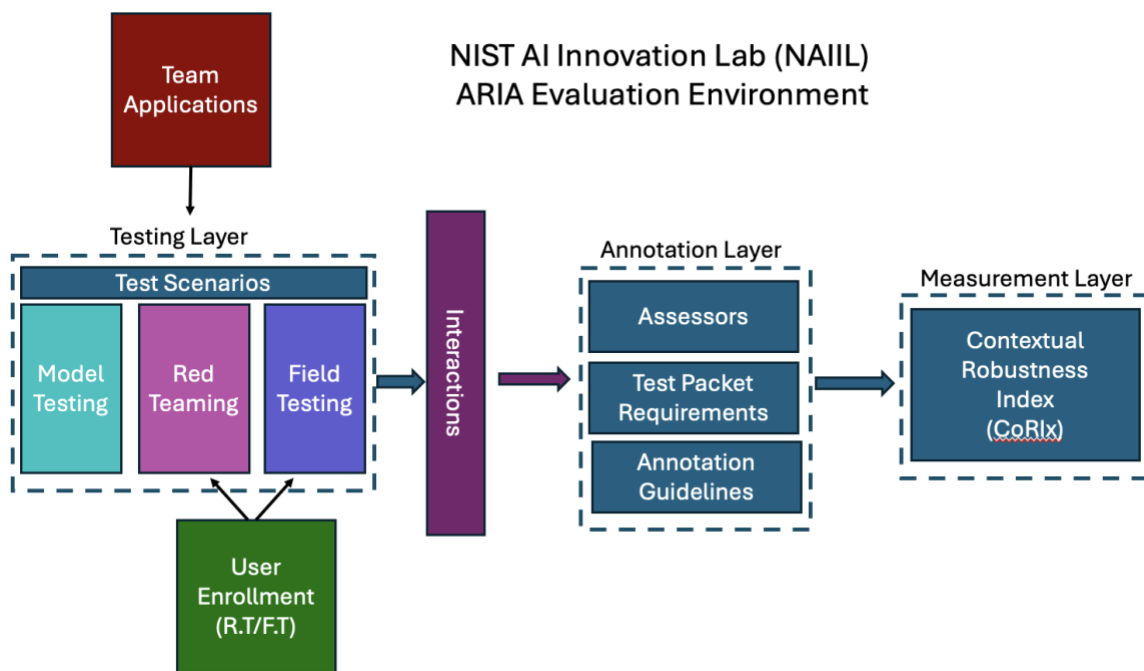 NIST AI Innovation Lab (NAIIL)
ARIA Evaluation Environment
Team
Applications
Testing Layer
Test Scenarios
Model
Testing
Red
Teaming
Field
Testing
User
Enrollment
(R.T/F.T)
Interactions
Annotation Layer
Assessors
Test Packet
Requirements
Annotation
Guidelines
Measurement Layer
Contextual
Robustness
Index
(CoRIx)